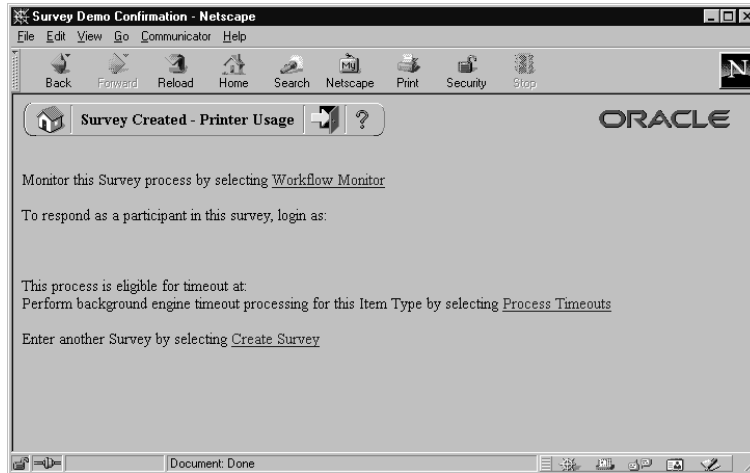 Survey Demo Confirmation - Netscape
File Edit View Go Communicator Help
Back Forward Reload Home Search Netscape Print Security Stop
My
N
Survey Created - Printer Usage ?
ORACLE
Monitor this Survey process by selecting Workflow Monitor
To respond as a participant in this survey, login as:
This process is eligible for timeout at:
Perform background engine timeout processing for this Item Type by selecting Process Timeouts
Enter another Survey by selecting Create Survey
Document: Done